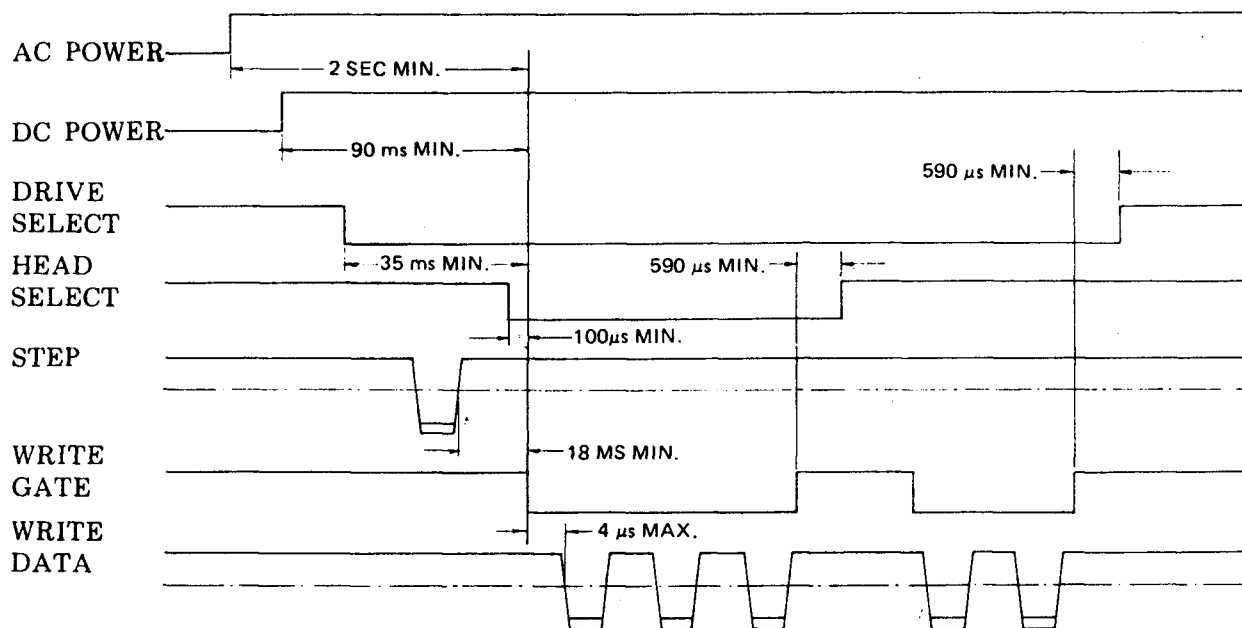 AC POWER
2 SEC MIN.
DC POWER
90 ms MIN.
590 µs MIN.
DRIVE
SELECT
35 ms MIN.
590 µs MIN.
HEAD
SELECT
100µs MIN.
STEP
18 MS MIN.
WRITE
GATE
4 µs MAX.
WRITE
DATA